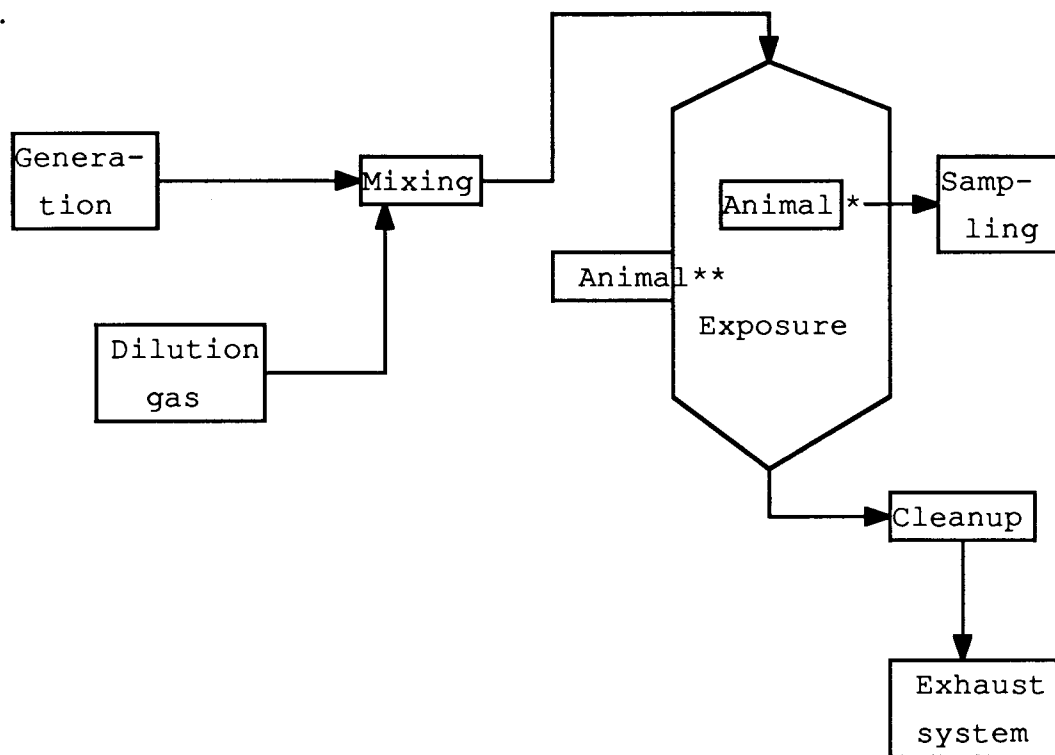 Genera-
tion
Mixing
Animal *
Samp-
ling
Animal**
Exposure
Dilution
gas
Cleanup
Exhaust
system